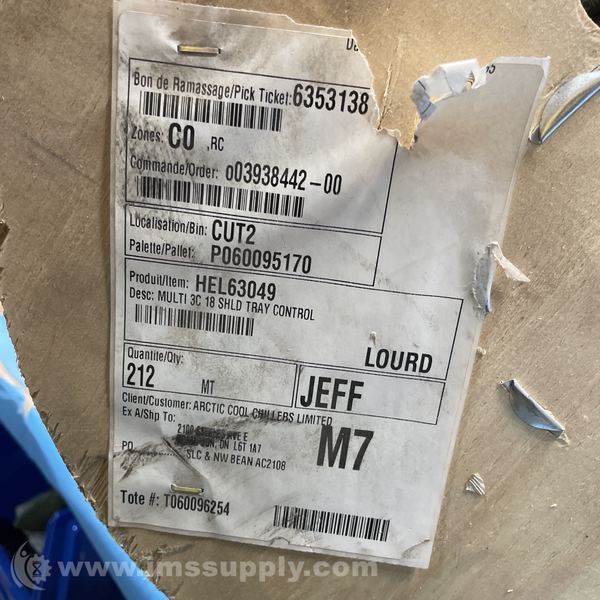 Bon de Ramassage/Pick Ticket: 6353138
Zones: CO ,RC
Commande/Order: o03938442-00
Localisation/Bin: CUT2
Palette/Pallet: P060095170
Produit/Item: HEL63049
Desc: MULTI 3C 18 SHLD TRAY CONTROL
LOURD
Quantite/Qty:
212 MT
JEFF
Client/Customer: ARCTIC COOL CHILLERS LIMITED
Ex A/Shp To:
AVE E
ON L6T 1A7
M7
PO
SLC & NW BEAN AC2108
Tote #: T060096254
www.imssupply.com